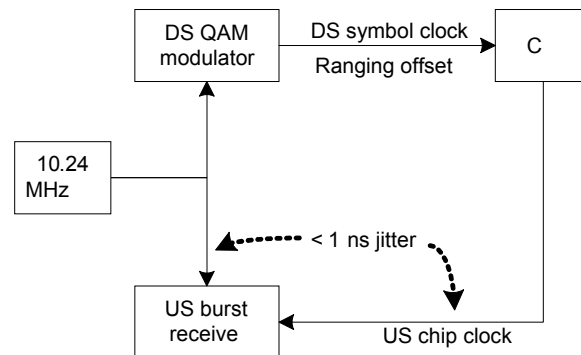 DS QAM
modulator
DS symbol clock
Ranging offset
C
10.24
MHz
< 1 ns jitter
US burst
receive
US chip clock